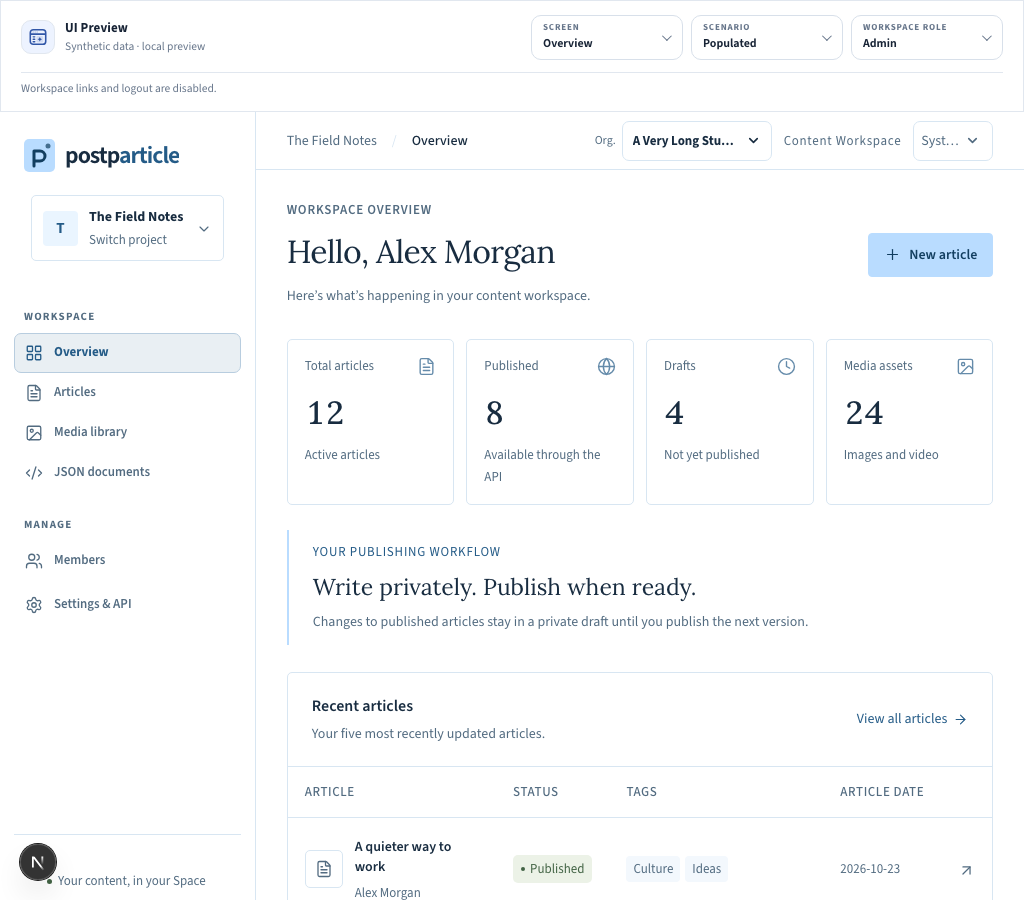 UI Preview
Synthetic data · local preview
SCREEN
Overview
SCENARIO
Populated
WORKSPACE ROLE
Admin
Workspace links and logout are disabled.
postparticle
T
The Field Notes
Switch project
WORKSPACE
Overview
Articles
Media library
JSON documents
MANAGE
Members
Settings & API
N
Your content, in your Space
The Field Notes / Overview
Org.
A Very Long Stu...
Content Workspace
Syst...
WORKSPACE OVERVIEW
Hello, Alex Morgan
Here’s what’s happening in your content workspace.
New article
Total articles
12
Active articles
Published
8
Available through the
API
Drafts
4
Not yet published
Media assets
24
Images and video
YOUR PUBLISHING WORKFLOW
Write privately. Publish when ready.
Changes to published articles stay in a private draft until you publish the next version.
Recent articles
Your five most recently updated articles.
View all articles
ARTICLE STATUS TAGS ARTICLE DATE
A quieter way to
work
Alex Morgan
Published
Culture
Ideas
2026-10-23